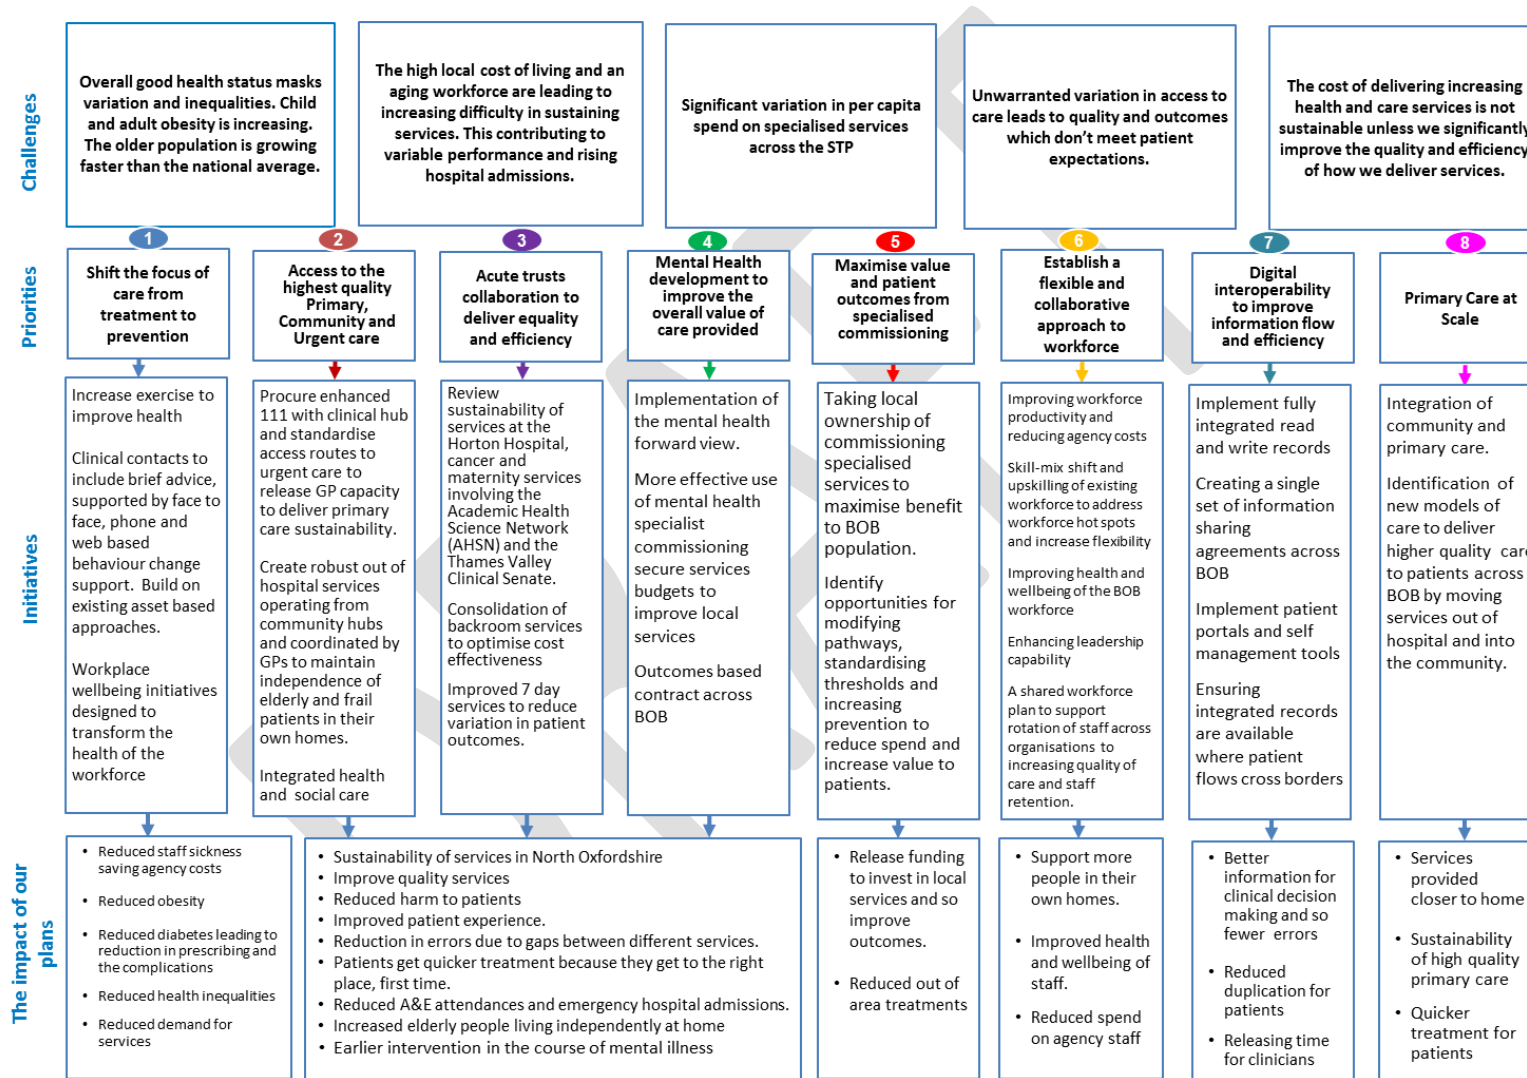 Challenges
Overall good health status masks
variation and inequalities. Child
and adult obesity is increasing.
The older population is growing
faster than the national average.
The high local cost of living and an
aging workforce are leading to
increasing difficulty in sustaining
services. This contributing to
variable performance and rising
hospital admissions.
Significant variation in per capita
spend on specialised services
across the STP
Unwarranted variation in access to
care leads to quality and outcomes
which don't meet patient
expectations.
The cost of delivering increasing
health and care services is not
sustainable unless we significantly
improve the quality and efficiency
of how we deliver services.
Priorities
1
Shift the focus of
care from
treatment to
prevention
2
Access to the
highest quality
Primary,
Community and
Urgent care
3
Acute trusts
collaboration to
deliver equality
and efficiency
4
Mental Health
development to
improve the
overall value of
care provided
5
Maximise value
and patient
outcomes from
specialised
commissioning
6
Establish a
flexible and
collaborative
approach to
workforce
7
Digital
interoperability
to improve
information flow
and efficiency
8
Primary Care at
Scale
Initiatives
Increase exercise to
improve health
Clinical contacts to
include brief advice,
supported by face to
face, phone and
web based
behaviour change
support. Build on
existing asset based
approaches.
Workplace
wellbeing initiatives
designed to
transform the
health of the
workforce
Procure enhanced
111 with clinical hub
and standardise
access routes to
urgent care to
release GP capacity
to deliver primary
care sustainability.
Create robust out of
hospital services
operating from
community hubs
and coordinated by
GPs to maintain
independence of
elderly and frail
patients in their
own homes.
Integrated health
and social care
Review
sustainability of
services at the
Horton Hospital,
cancer and
maternity services
involving the
Academic Health
Science Network
(AHSN) and the
Thames Valley
Clinical Senate.
Consolidation of
backroom services
to optimise cost
effectiveness
Improved 7 day
services to reduce
variation in patient
outcomes.
Implementation of
the mental health
forward view.
More effective use
of mental health
specialist
commissioning
secure services
budgets to
improve local
services
Outcomes based
contract across
BOB
Taking local
ownership of
commissioning
specialised
services to
maximise benefit
to BOB
population.
Identify
opportunities for
modifying
pathways,
standardising
thresholds and
increasing
prevention to
reduce spend and
increase value to
patients.
Improving workforce
productivity and
reducing agency costs
Skill-mix shift and
upskilling of existing
workforce to address
workforce hot spots
and increase flexibility
Improving health and
wellbeing of the BOB
workforce
Enhancing leadership
capability
A shared workforce
plan to support
rotation of staff across
organisations to
increasing quality of
care and staff
retention.
Implement fully
integrated read
and write records
Creating a single
set of information
sharing
agreements across
BOB
Implement patient
portals and self
management tools
Ensuring
integrated records
are available
where patient
flows cross borders
Integration of
community and
primary care.
Identification of
new models of
care to deliver
higher quality care
to patients across
BOB by moving
services out of
hospital and into
the community.
The impact of our
plans
• Reduced staff sickness
saving agency costs
• Reduced obesity
• Reduced diabetes leading to
reduction in prescribing and
the complications
• Reduced health inequalities
• Reduced demand for
services
• Sustainability of services in North Oxfordshire
• Improve quality services
• Reduced harm to patients
• Improved patient experience.
• Reduction in errors due to gaps between different services.
• Patients get quicker treatment because they get to the right
place, first time.
• Reduced A&E attendances and emergency hospital admissions.
• Increased elderly people living independently at home
• Earlier intervention in the course of mental illness
• Release funding
to invest in local
services and so
improve
outcomes.
• Reduced out of
area treatments
• Support more
people in their
own homes.
• Improved health
and wellbeing of
staff.
• Reduced spend
on agency staff
• Better
information for
clinical decision
making and so
fewer errors
• Reduced
duplication for
patients
• Releasing time
for clinicians
• Services
provided
closer to home
• Sustainability
of high quality
primary care
• Quicker
treatment for
patients